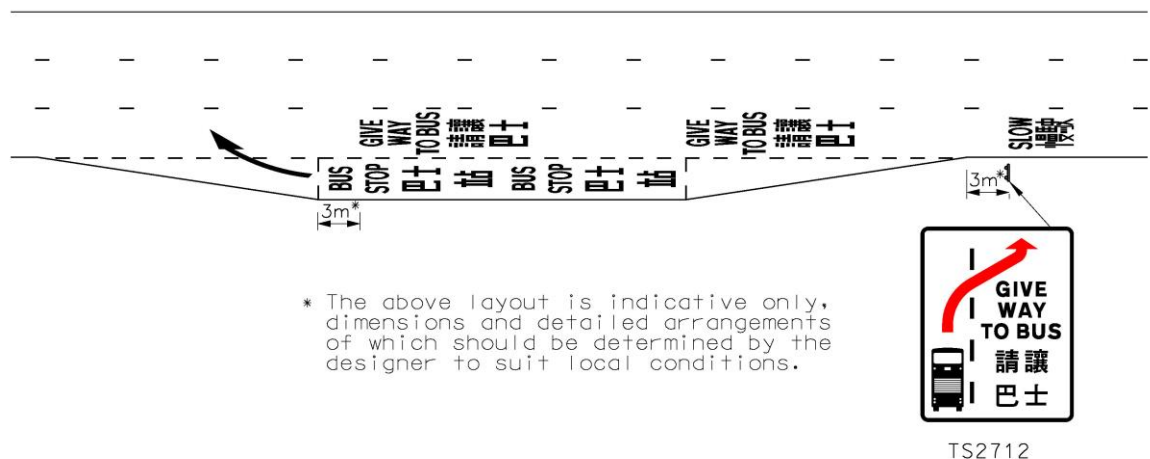 GIVE
WAY
TO BUS
請讓
巴士
GIVE
WAY
TO BUS
請讓
巴士
SLOW
慢駛
BUS
STOP
巴士
站
BUS
STOP
巴士
站
3m*
3m*
GIVE
WAY
TO BUS
請讓
巴士
* The above layout is indicative only,
dimensions and detailed arrangements
of which should be determined by the
designer to suit local conditions.
TS2712